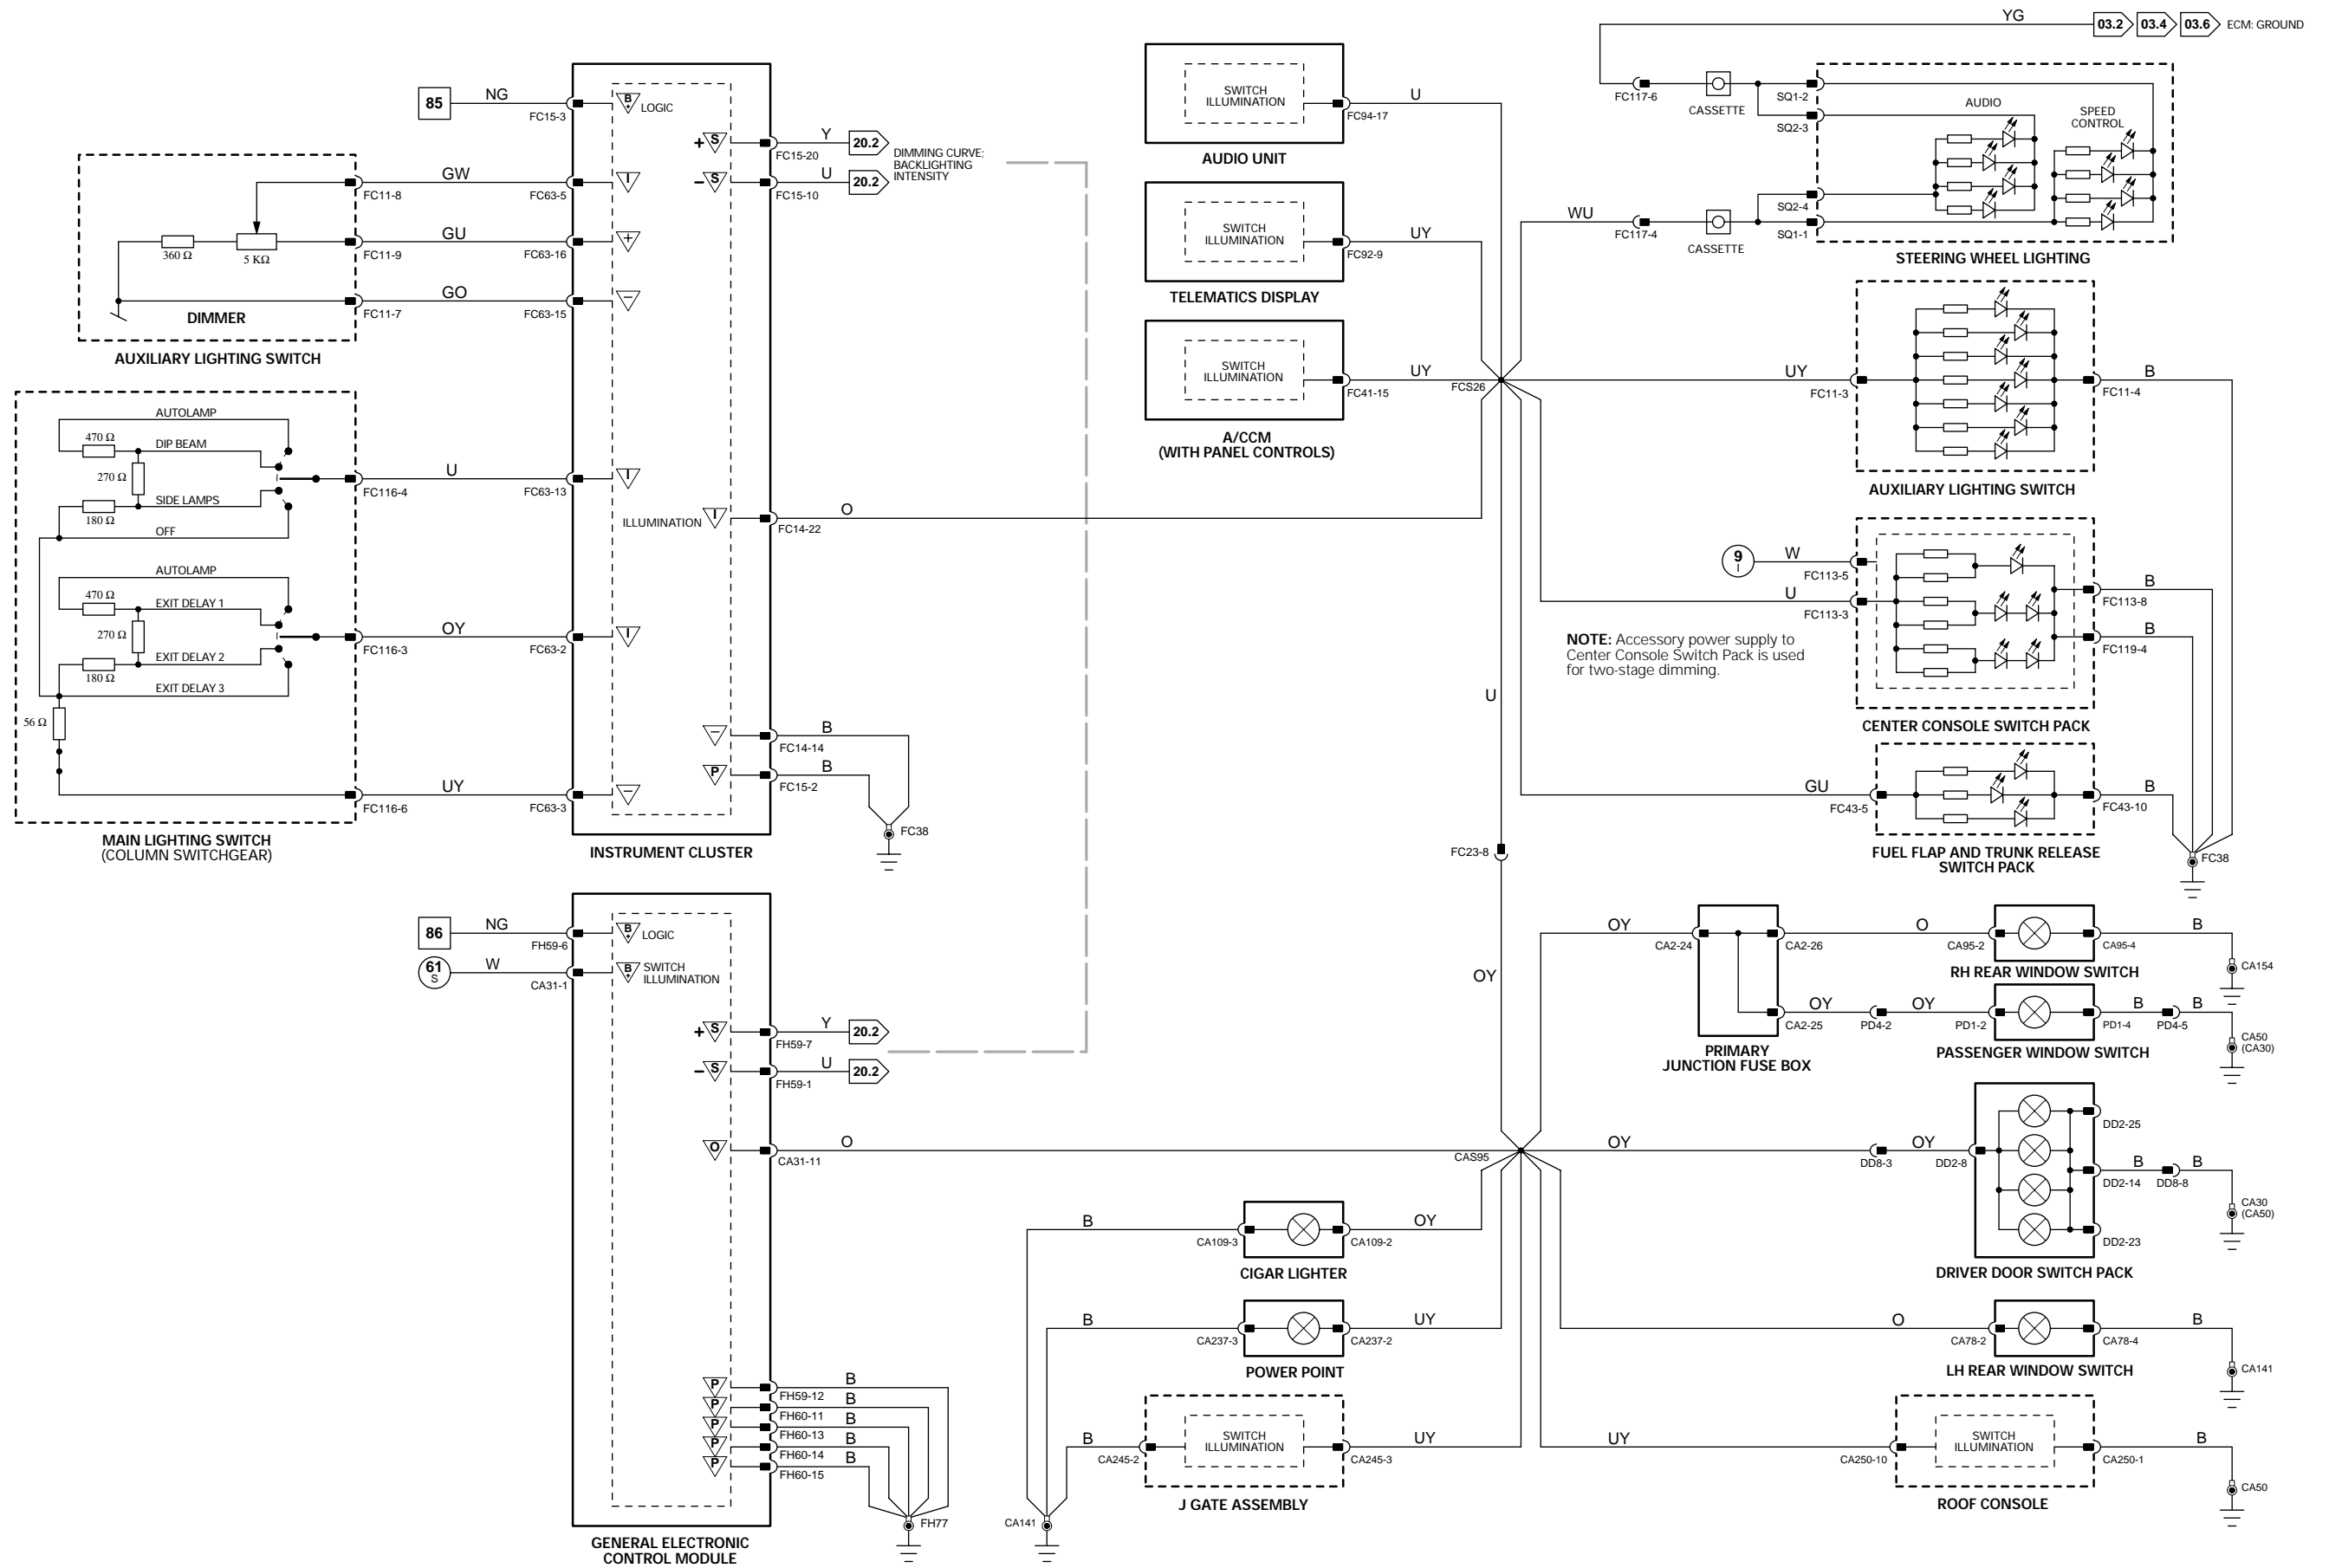 YG
03.2
03.4
03.6
ECM: GROUND
FC117-6
CASSETTE
SQ1-2
SQ2-3
AUDIO
SPEED
CONTROL
WU
FC117-4
CASSETTE
SQ2-4
SQ1-1
STEERING WHEEL LIGHTING
85
NG
FC15-3
B
+
LOGIC
+
S
FC15-20
Y
20.2
DIMMING CURVE;
BACKLIGHTING
INTENSITY
–
S
FC15-10
U
20.2
FC11-8
GW
FC63-5
I
360 Ω
5 KΩ
FC11-9
GU
FC63-16
+
FC11-7
GO
FC63-15
–
DIMMER
AUXILIARY LIGHTING SWITCH
AUTOLAMP
470 Ω
DIP BEAM
270 Ω
SIDE LAMPS
180 Ω
OFF
FC116-4
U
FC63-13
I
ILLUMINATION
I
FC14-22
O
AUTOLAMP
470 Ω
EXIT DELAY 1
270 Ω
EXIT DELAY 2
180 Ω
EXIT DELAY 3
56 Ω
FC116-3
OY
FC63-2
I
FC116-6
UY
FC63-3
–
MAIN LIGHTING SWITCH
(COLUMN SWITCHGEAR)
–
FC14-14
B
P
FC15-2
B
FC38
INSTRUMENT CLUSTER
SWITCH
ILLUMINATION
FC94-17
U
AUDIO UNIT
SWITCH
ILLUMINATION
FC92-9
UY
TELEMATICS DISPLAY
SWITCH
ILLUMINATION
FC41-15
UY
FCS26
A/CCM
(WITH PANEL CONTROLS)
UY
FC11-3
B
FC11-4
AUXILIARY LIGHTING SWITCH
9
I
W
FC113-5
U
FC113-3
B
FC113-8
B
FC119-4
NOTE: Accessory power supply to
Center Console Switch Pack is used
for two-stage dimming.
CENTER CONSOLE SWITCH PACK
GU
FC43-5
B
FC43-10
FUEL FLAP AND TRUNK RELEASE
SWITCH PACK
FC38
U
FC23-8
OY
86
NG
FH59-6
B
+
LOGIC
61
S
W
CA31-1
B
+
SWITCH
ILLUMINATION
+
S
FH59-7
Y
20.2
–
S
FH59-1
U
20.2
O
CA31-11
O
CAS95
P
FH59-12
B
P
FH60-11
B
P
FH60-13
B
P
FH60-14
B
P
FH60-15
B
FH77
GENERAL ELECTRONIC
CONTROL MODULE
OY
CA2-24
CA2-26
O
CA95-2
CA95-4
B
CA154
RH REAR WINDOW SWITCH
CA2-25
OY
PD4-2
OY
PD1-2
PD1-4
B
PD4-5
B
CA50
(CA30)
PRIMARY
JUNCTION FUSE BOX
PASSENGER WINDOW SWITCH
OY
DD8-3
OY
DD2-8
DD2-25
DD2-14
B
DD8-8
B
DD2-23
CA30
(CA50)
DRIVER DOOR SWITCH PACK
B
CA109-3
CA109-2
OY
CIGAR LIGHTER
B
CA237-3
CA237-2
UY
POWER POINT
O
CA78-2
CA78-4
B
CA141
LH REAR WINDOW SWITCH
B
CA245-2
SWITCH
ILLUMINATION
CA245-3
UY
CA141
J GATE ASSEMBLY
UY
CA250-10
SWITCH
ILLUMINATION
CA250-1
B
CA50
ROOF CONSOLE